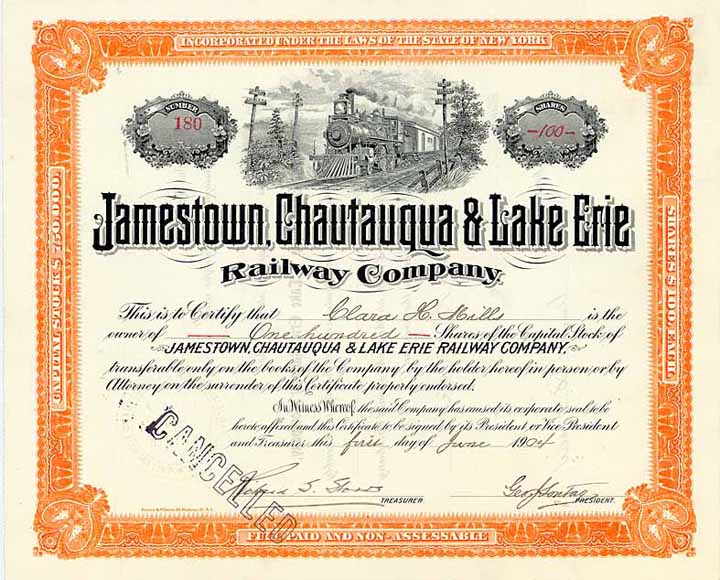 INCORPORATED UNDER THE LAWS OF THE STATE OF NEW YORK
NUMBER
180
SHARES
-100-
CAPITAL STOCK $750,000.
SHARES $100. EACH.
Jamestown, Chautauqua & Lake Erie
Railway Company
This is to Certify that Clara H. Mills is the
owner of One hundred Shares of the Capital Stock of
JAMESTOWN, CHAUTAUQUA & LAKE ERIE RAILWAY COMPANY,
transferable only on the books of the Company by the holder hereof in person or by
Attorney on the surrender of this Certificate properly endorsed.
In Witness Whereof, the said Company has caused its corporate seal to be
hereto affixed and this Certificate to be signed by its President or Vice President
and Treasurer this first day of June 1904
CANCELLED
TREASURER
Geo. Sontag
PRESIDENT.
FULL PAID AND NON-ASSESSABLE